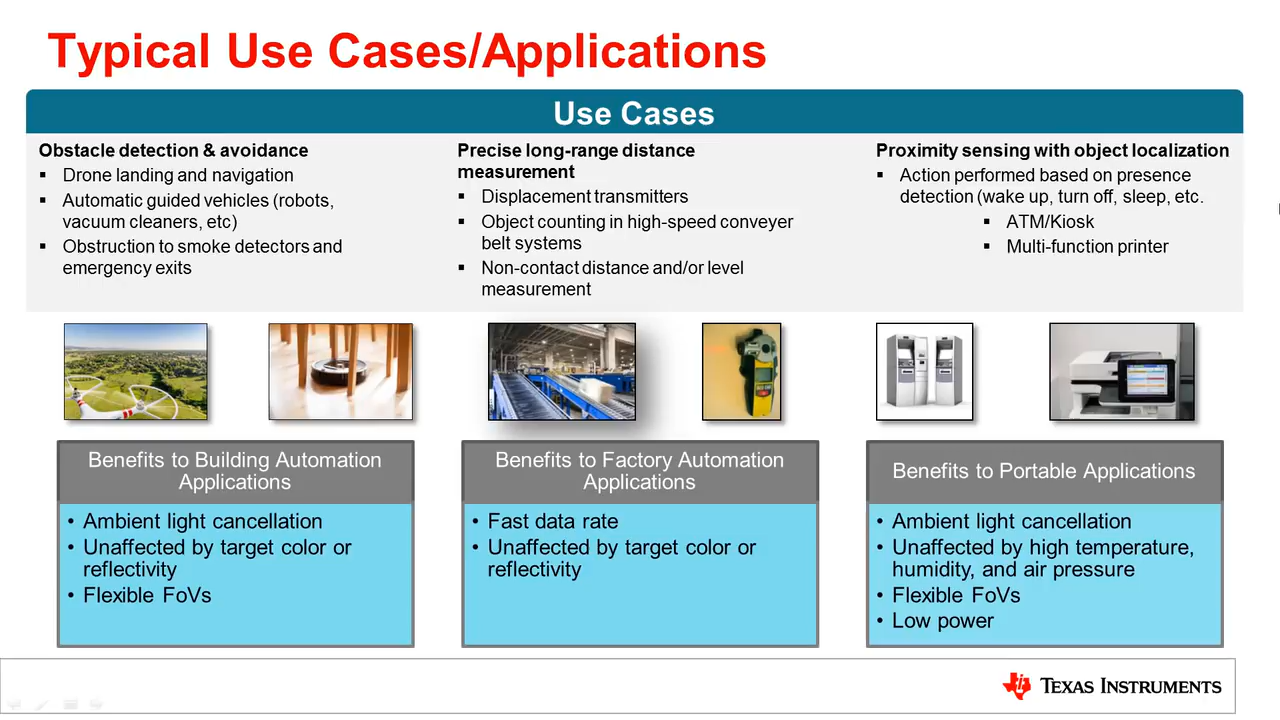 Typical Use Cases/Applications
Use Cases
Obstacle detection & avoidance
▪ Drone landing and navigation
▪ Automatic guided vehicles (robots,
vacuum cleaners, etc)
▪ Obstruction to smoke detectors and
emergency exits
Precise long-range distance
measurement
▪ Displacement transmitters
▪ Object counting in high-speed conveyer
belt systems
▪ Non-contact distance and/or level
measurement
Proximity sensing with object localization
▪ Action performed based on presence
detection (wake up, turn off, sleep, etc.
▪ ATM/Kiosk
▪ Multi-function printer
Benefits to Building Automation
Applications
• Ambient light cancellation
• Unaffected by target color or
reflectivity
• Flexible FoVs
Benefits to Factory Automation
Applications
• Fast data rate
• Unaffected by target color or
reflectivity
Benefits to Portable Applications
• Ambient light cancellation
• Unaffected by high temperature,
humidity, and air pressure
• Flexible FoVs
• Low power
TEXAS INSTRUMENTS